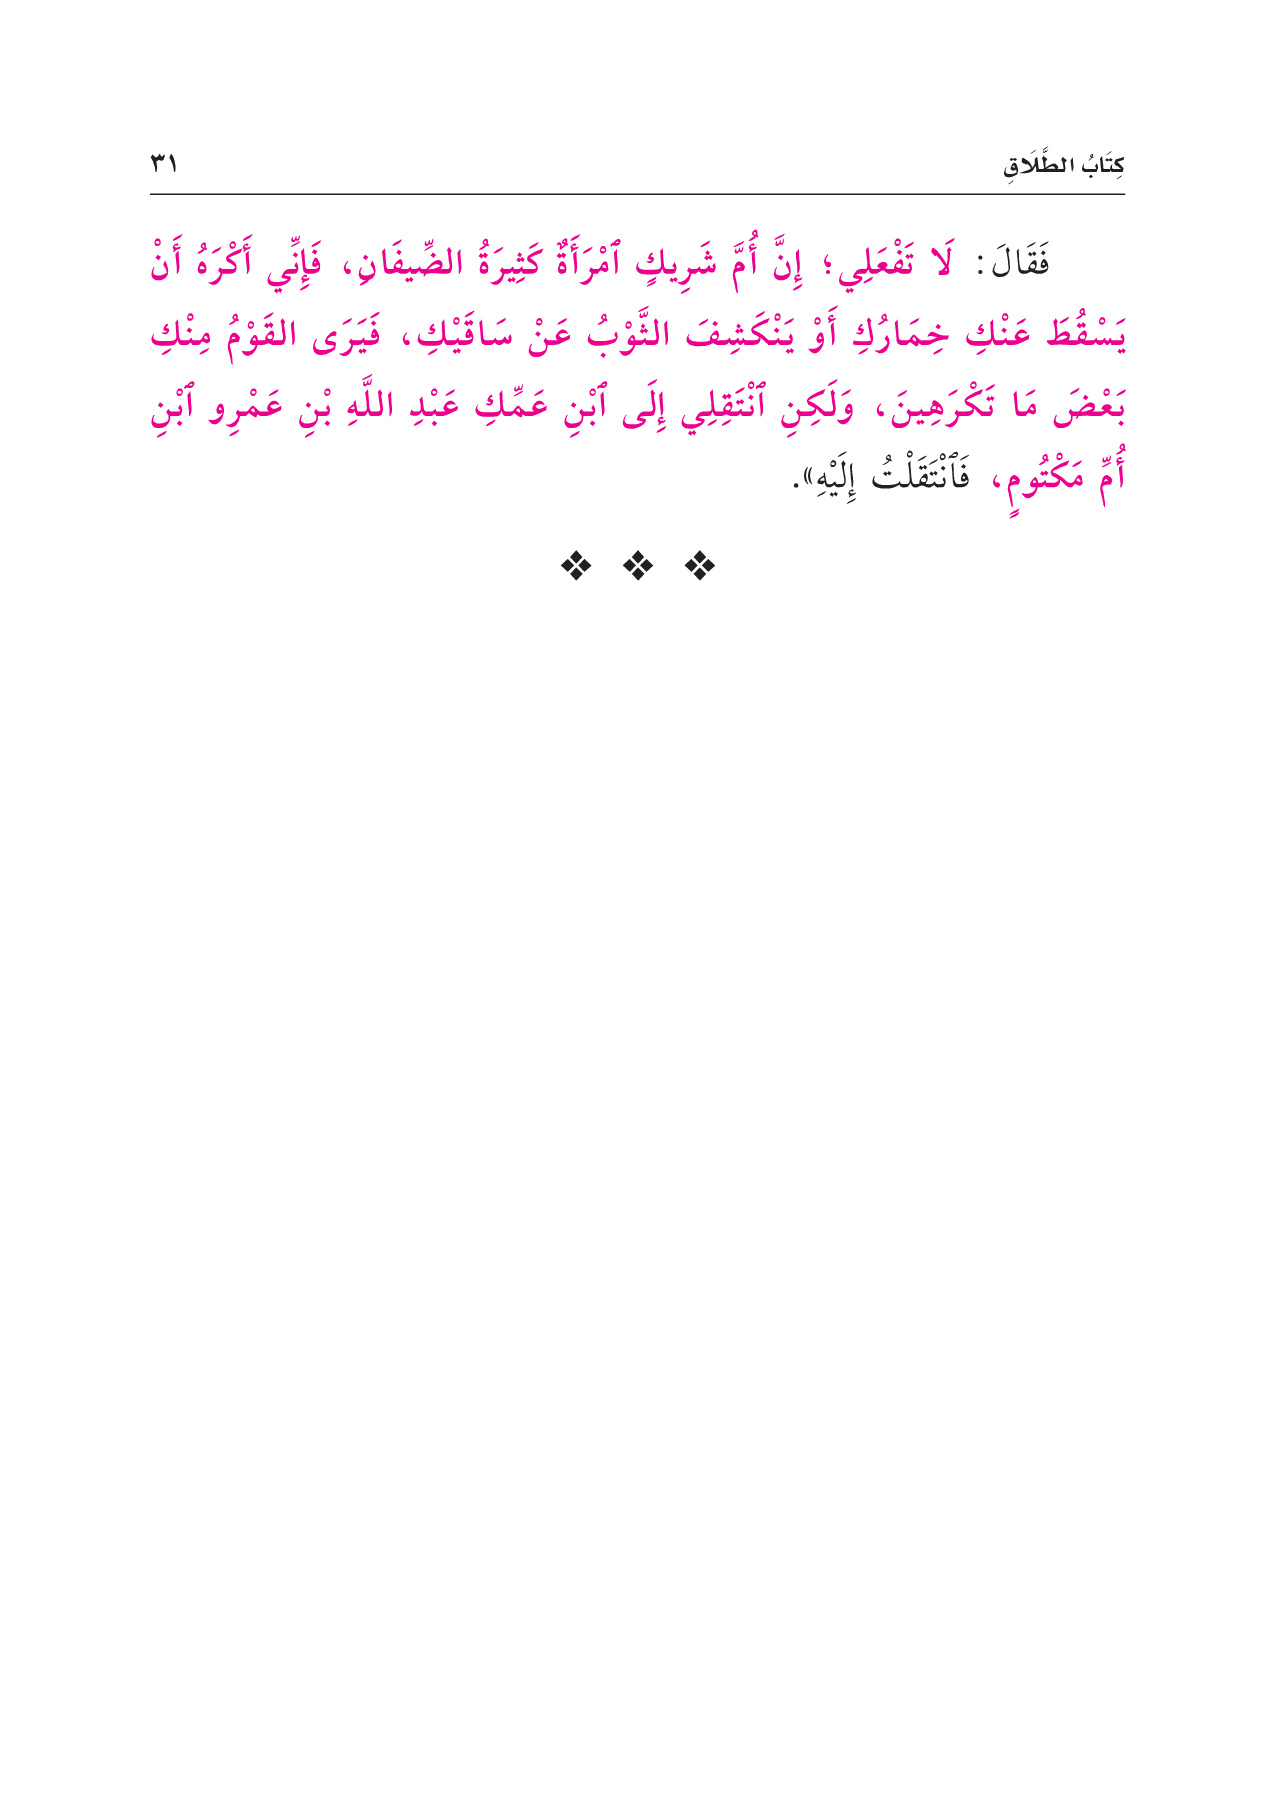 كِتَابُ الطَّلَاقِ ٣١
فَقَالَ: لَا تَفْعَلِي؛ إِنَّ أُمَّ شَرِيكٍ ٱمْرَأَةٌ كَثِيرَةُ الضِّيفَانِ، فَإِنِّي أَكْرَهُ أَنْ
يَسْقُطَ عَنْكِ خِمَارُكِ أَوْ يَنْكَشِفَ الثَّوْبُ عَنْ سَاقَيْكِ، فَيَرَى القَوْمُ مِنْكِ
بَعْضَ مَا تَكْرَهِينَ، وَلَكِنِ ٱنْتَقِلِي إِلَى ٱبْنِ عَمِّكِ عَبْدِ اللَّهِ بْنِ عَمْرِو ٱبْنِ
أُمِّ مَكْتُومٍ، فَٱنْتَقَلْتُ إِلَيْهِ».